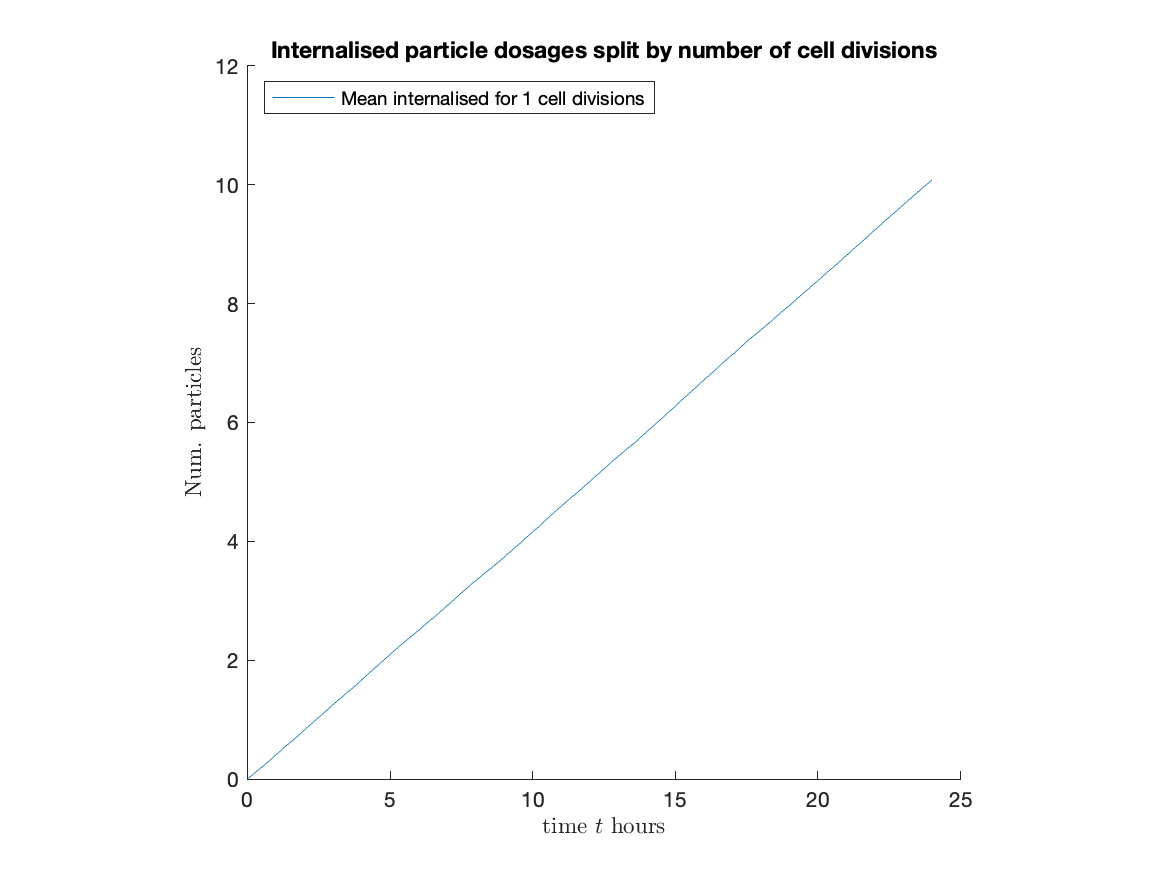 Internalised particle dosages split by number of cell divisions
Mean internalised for 1 cell divisions
12
10
8
6
4
2
0
Num. particles
0 5 10 15 20 25
time t hours